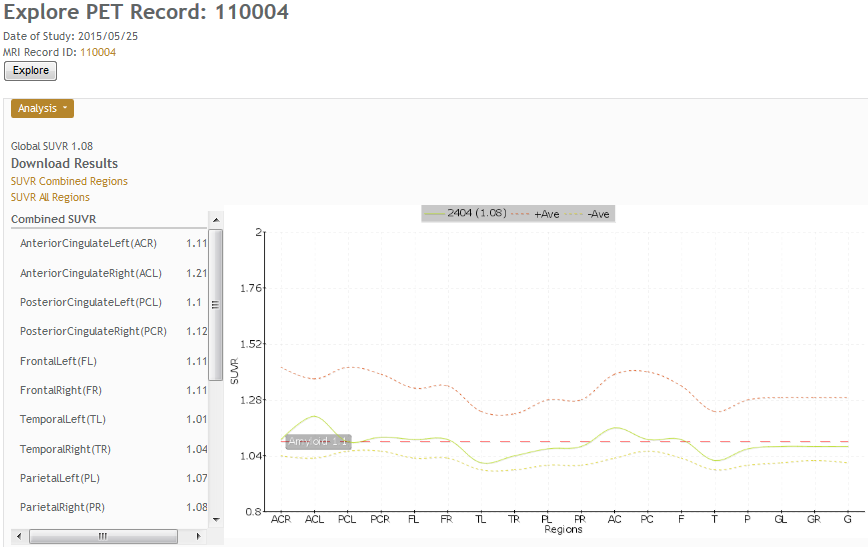 Explore PET Record: 110004
Date of Study: 2015/05/25
MRI Record ID: 110004
Explore
Analysis
Global SUVR 1.08
Download Results
SUVR Combined Regions
SUVR All Regions
Combined SUVR
AnteriorCingulateLeft(ACR) 1.11
AnteriorCingulateRight(ACL) 1.21
PosteriorCingulateLeft(PCL) 1.1
PosteriorCingulateRight(PCR) 1.12
FrontalLeft(FL) 1.11
FrontalRight(FR) 1.11
TemporalLeft(TL) 1.01
TemporalRight(TR) 1.04
ParietalLeft(PL) 1.07
ParietalRight(PR) 1.08
2404 (1.08) +Ave -Ave
2
1.76
1.52
1.28
1.04
0.8
SUVR
Amyloid 1.1
ACR ACL PCL PCR FL FR TL TR PL PR AC PC F T P GL GR G
Regions